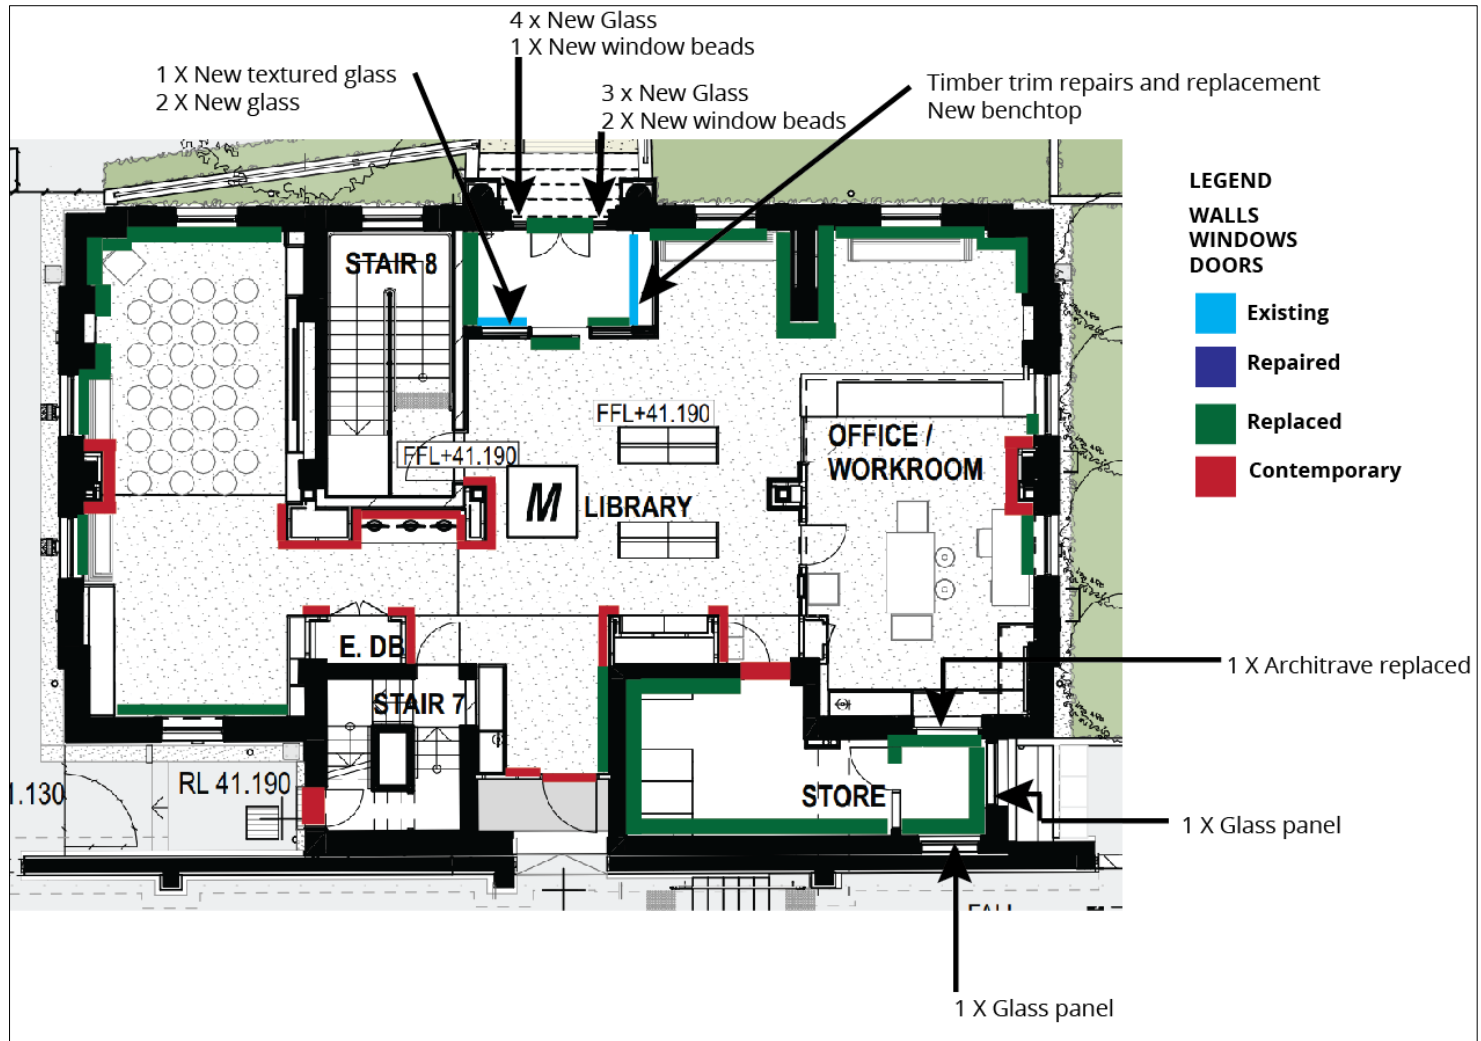 4 x New Glass
1 X New window beads
1 X New textured glass
2 X New glass
3 x New Glass
2 X New window beads
Timber trim repairs and replacement
New benchtop
LEGEND
WALLS
WINDOWS
DOORS
Existing
Repaired
Replaced
Contemporary
STAIR 8
FFL+41.190
FFL+41.190
OFFICE /
WORKROOM
M
LIBRARY
E. DB
STAIR 7
1 X Architrave replaced
RL 41.190
1.130
STORE
1 X Glass panel
1 X Glass panel